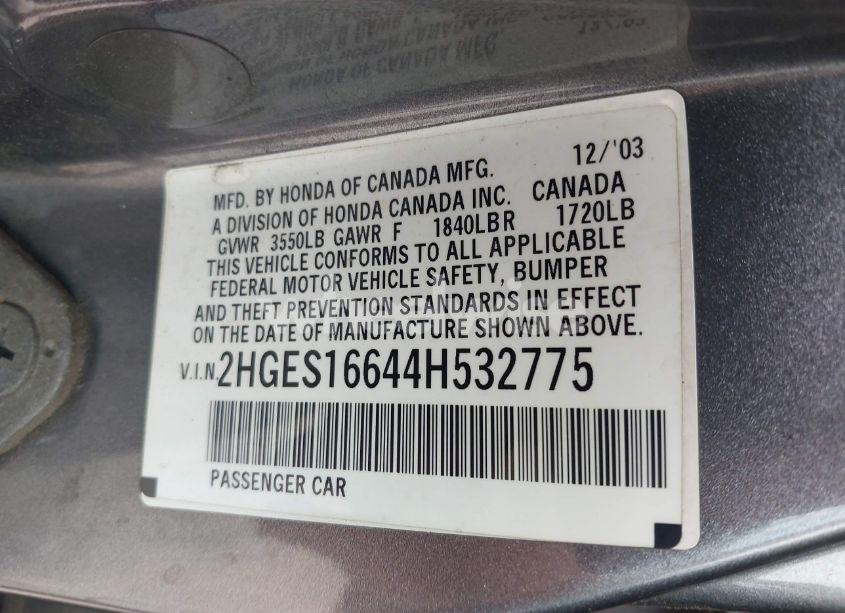 MFD. BY HONDA OF CANADA MFG. 12/'03
A DIVISION OF HONDA CANADA INC. CANADA
GVWR 3550LB GAWR F 1840LBR 1720LB
THIS VEHICLE CONFORMS TO ALL APPLICABLE
FEDERAL MOTOR VEHICLE SAFETY, BUMPER
AND THEFT PREVENTION STANDARDS IN EFFECT
ON THE DATE OF MANUFACTURE SHOWN ABOVE.
V.I.N. 2HGES16644H532775
PASSENGER CAR